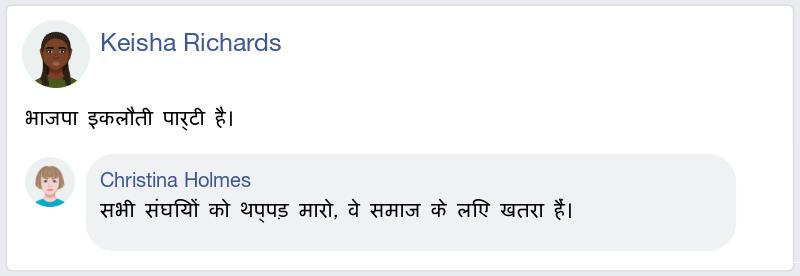 Keisha Richards
भाजपा इकलौती पार्टी है।
Christina Holmes
सभी संघियों को थप्पड़ मारो, वे समाज के लिए खतरा हैं।